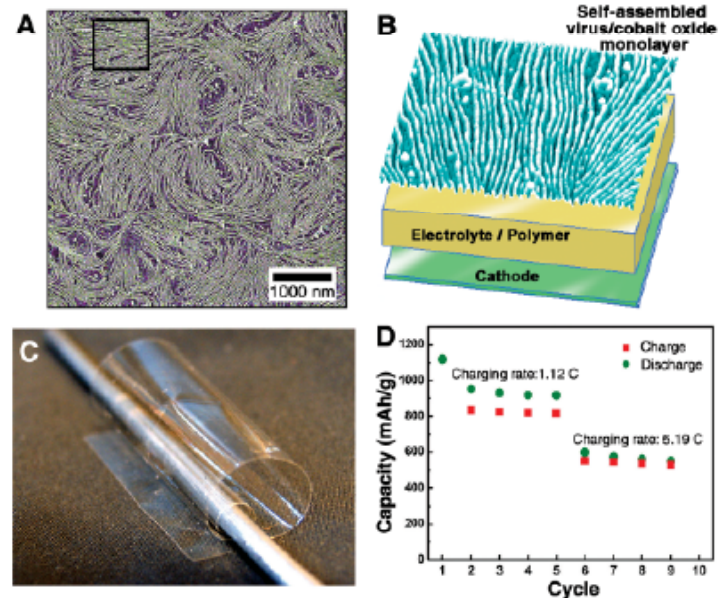 A
1000 nm
B
Self-assembled
virus/cobalt oxide
monolayer
Electrolyte / Polymer
Cathode
C
D
Capacity (mAh/g)
1200
1000
800
600
400
200
0
Charge
Discharge
Charging rate:1.12 C
Charging rate: 5.19 C
1 2 3 4 5 6 7 8 9 10
Cycle